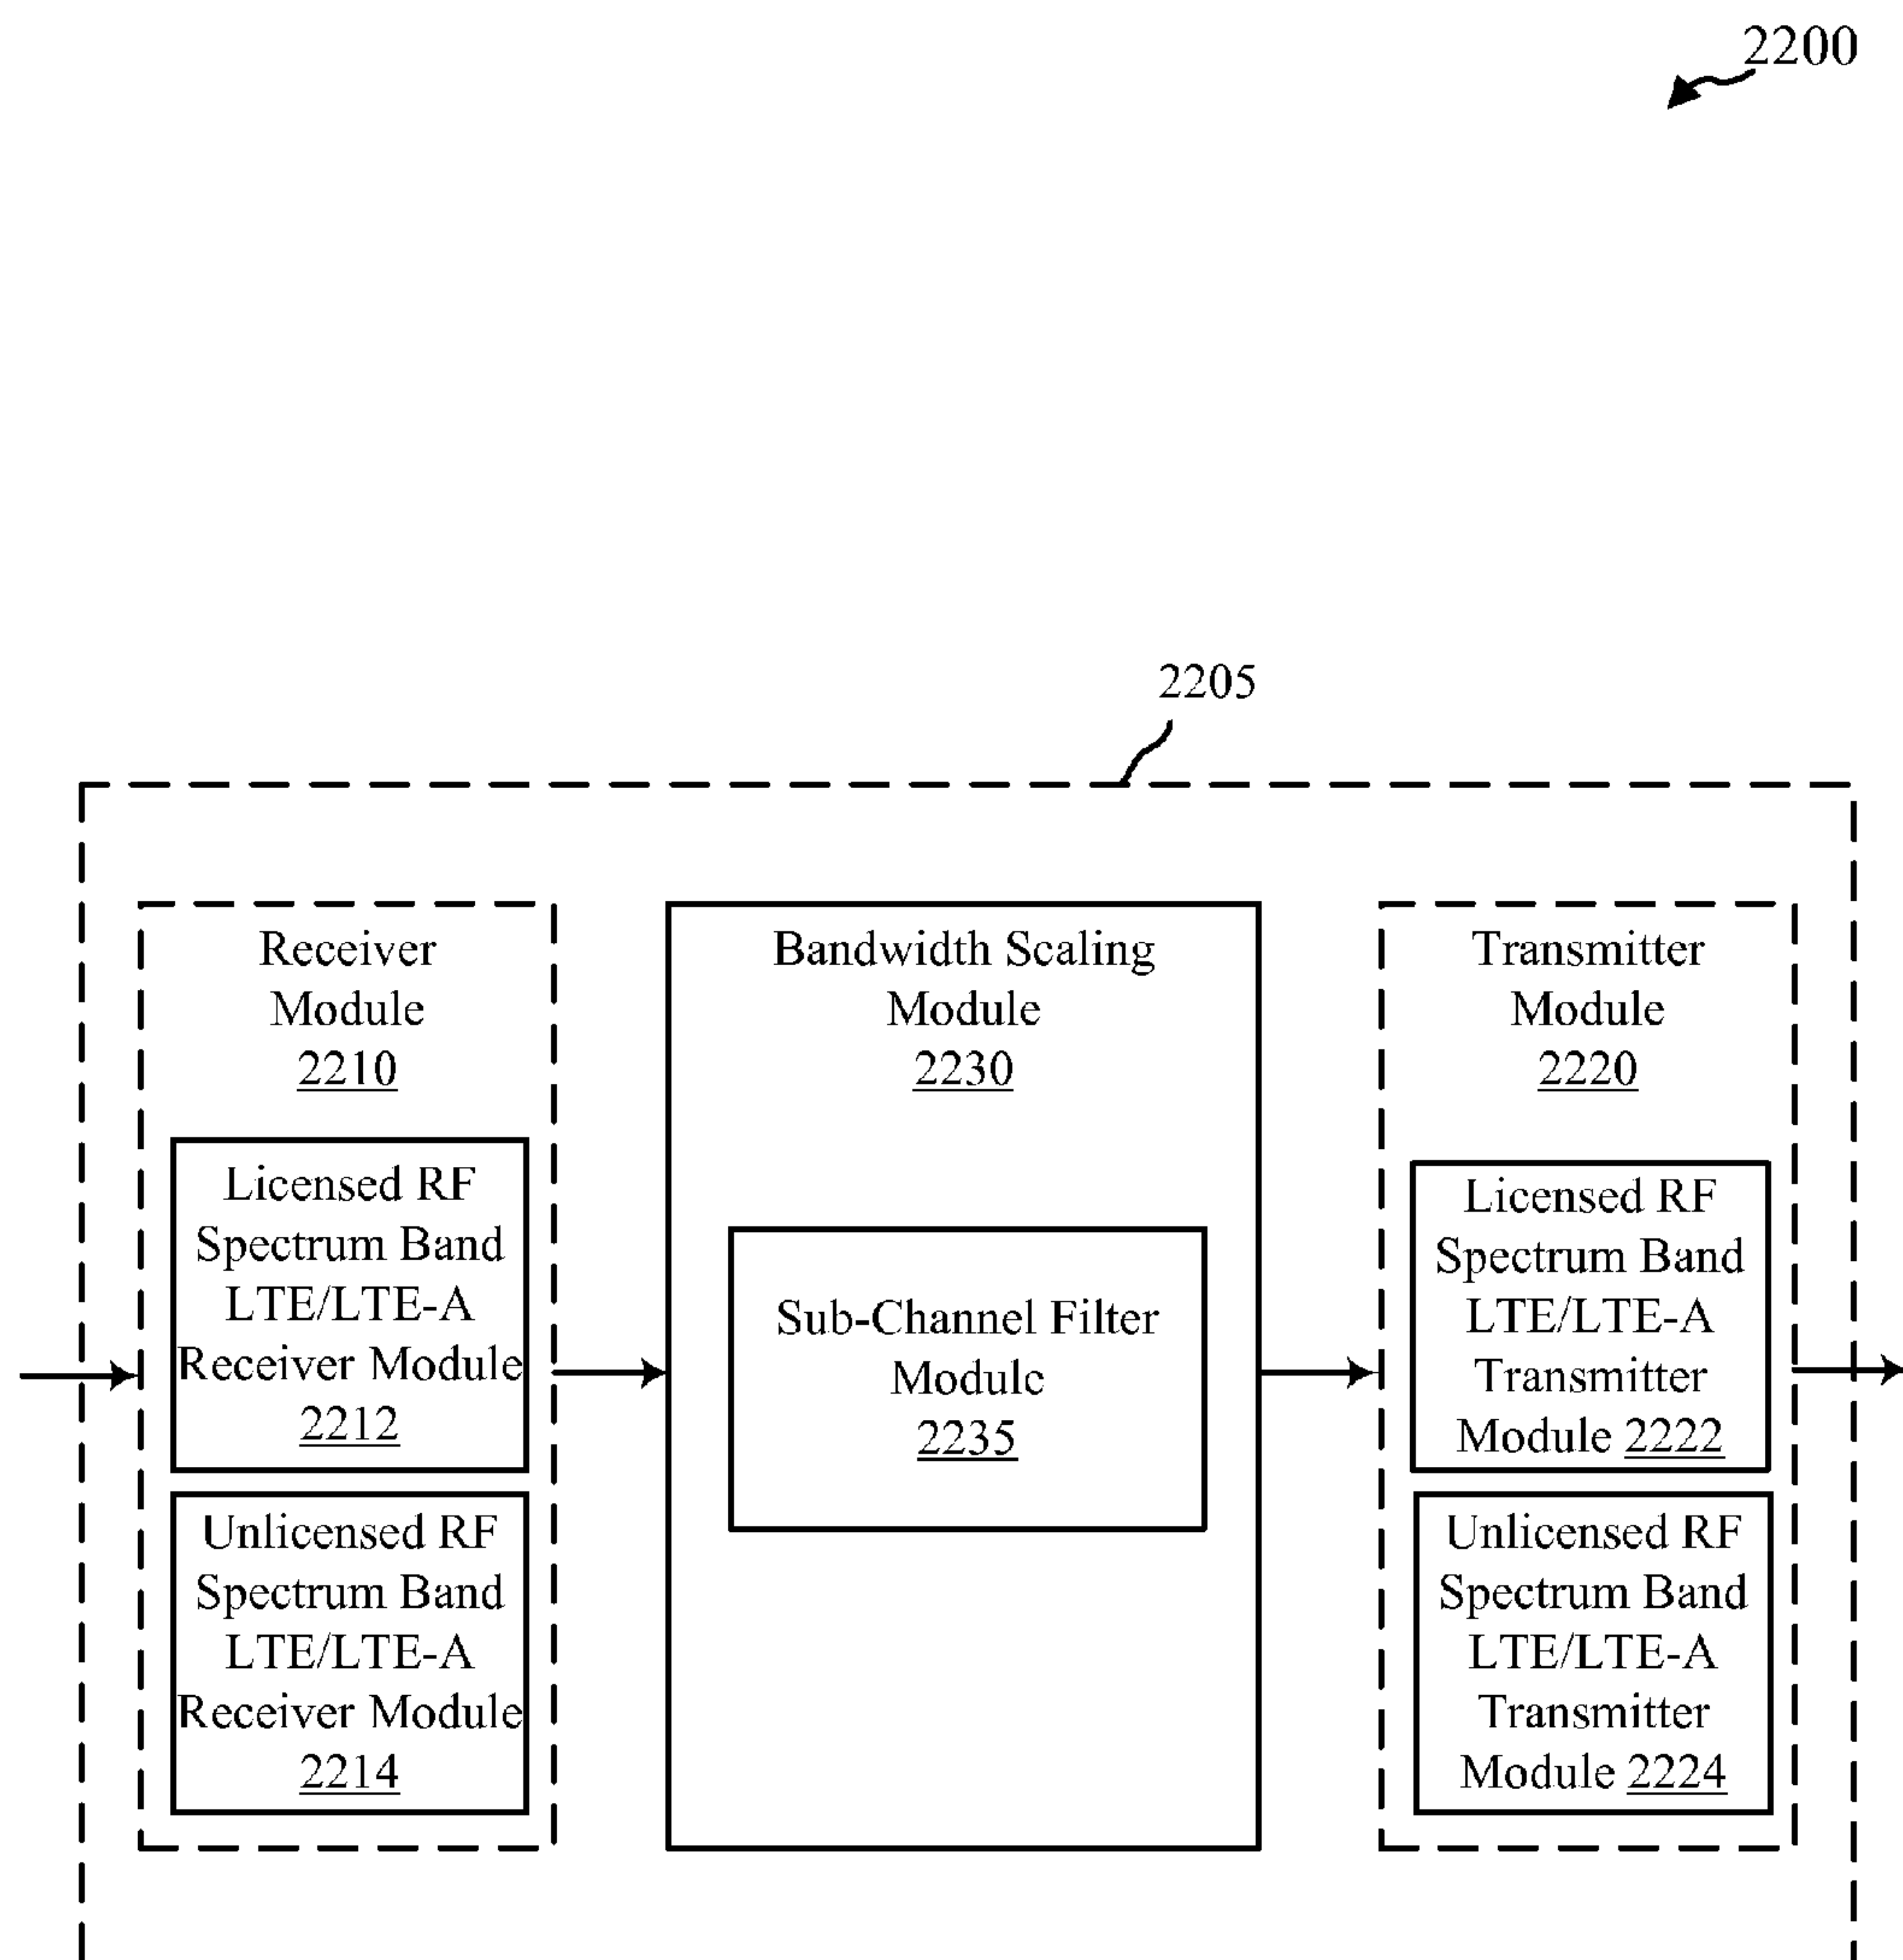 2200
2205
Receiver
Module
2210
Licensed RF
Spectrum Band
LTE/LTE-A
Receiver Module
2212
Unlicensed RF
Spectrum Band
LTE/LTE-A
Receiver Module
2214
Bandwidth Scaling
Module
2230
Sub-Channel Filter
Module
2235
Transmitter
Module
2220
Licensed RF
Spectrum Band
LTE/LTE-A
Transmitter
Module 2222
Unlicensed RF
Spectrum Band
LTE/LTE-A
Transmitter
Module 2224